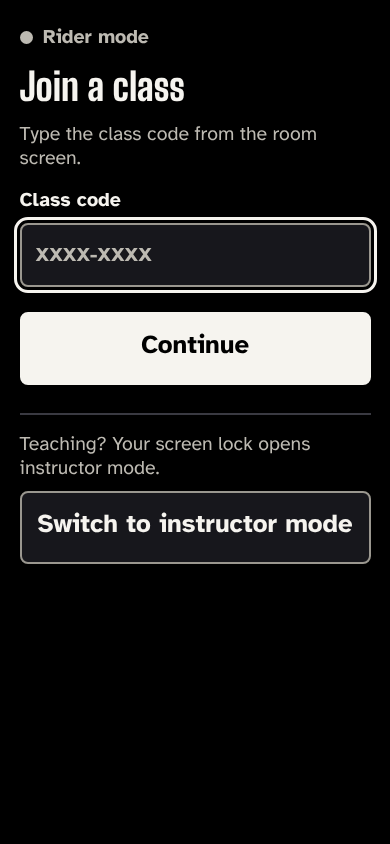 Rider mode
Join a class
Type the class code from the room
screen.
Class code
XXXX-XXXX
Continue
Teaching? Your screen lock opens
instructor mode.
Switch to instructor mode